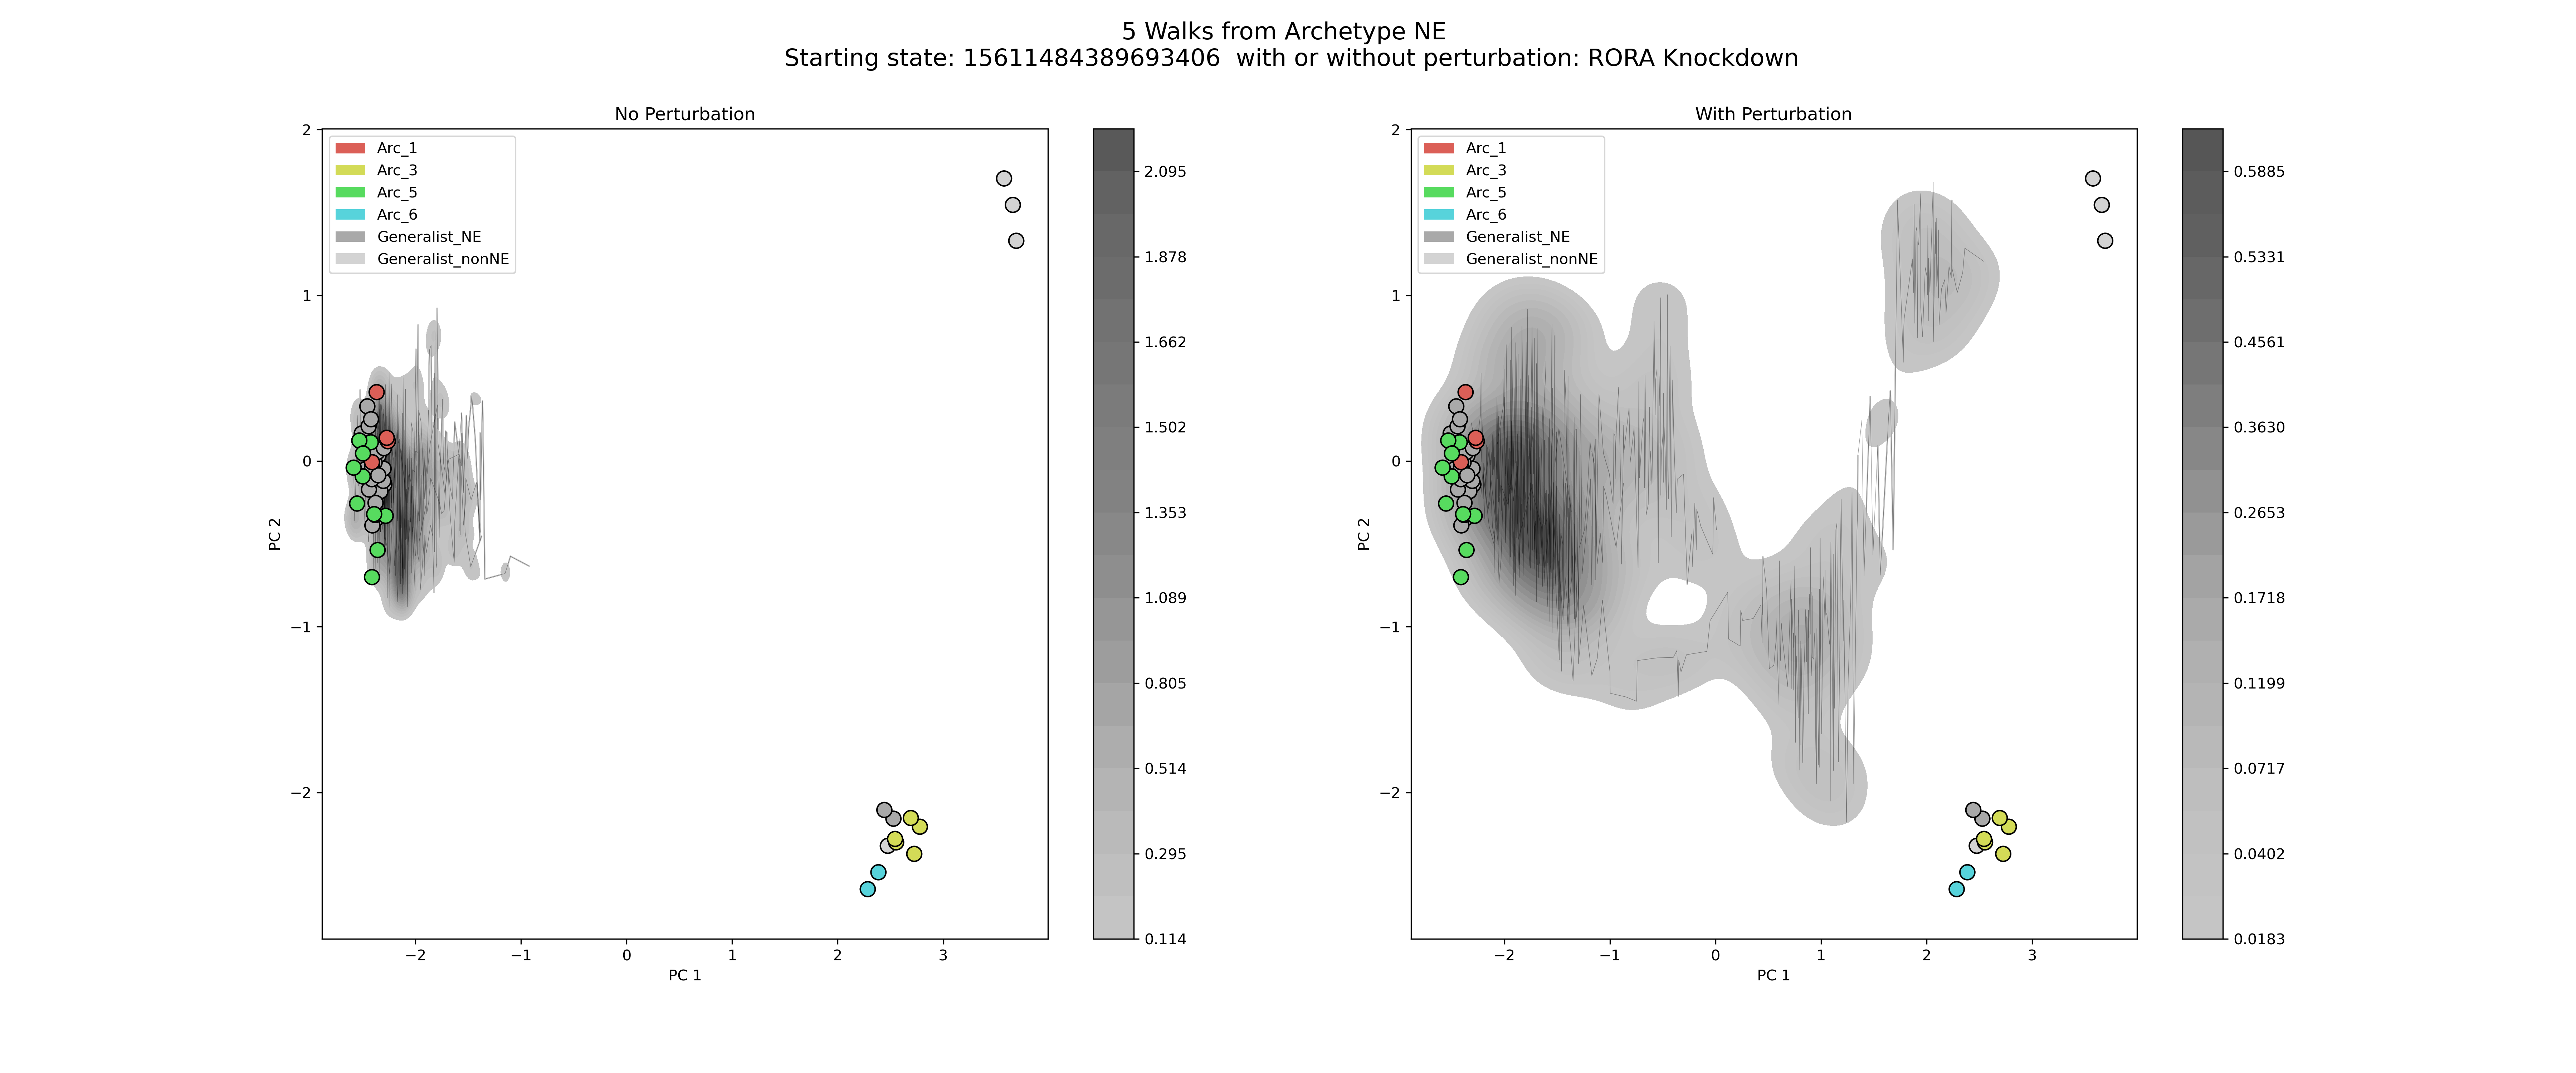 5 Walks from Archetype NE
Starting state: 15611484389693406  with or without perturbation: RORA Knockdown
No Perturbation
Arc_1
Arc_3
Arc_5
Arc_6
Generalist_NE
Generalist_nonNE
2
1
0
−1
−2
PC 2
−2
−1
0
1
2
3
PC 1
2.095
1.878
1.662
1.502
1.353
1.089
0.805
0.514
0.295
0.114
With Perturbation
Arc_1
Arc_3
Arc_5
Arc_6
Generalist_NE
Generalist_nonNE
2
1
0
−1
−2
PC 2
−2
−1
0
1
2
3
PC 1
0.5885
0.5331
0.4561
0.3630
0.2653
0.1718
0.1199
0.0717
0.0402
0.0183